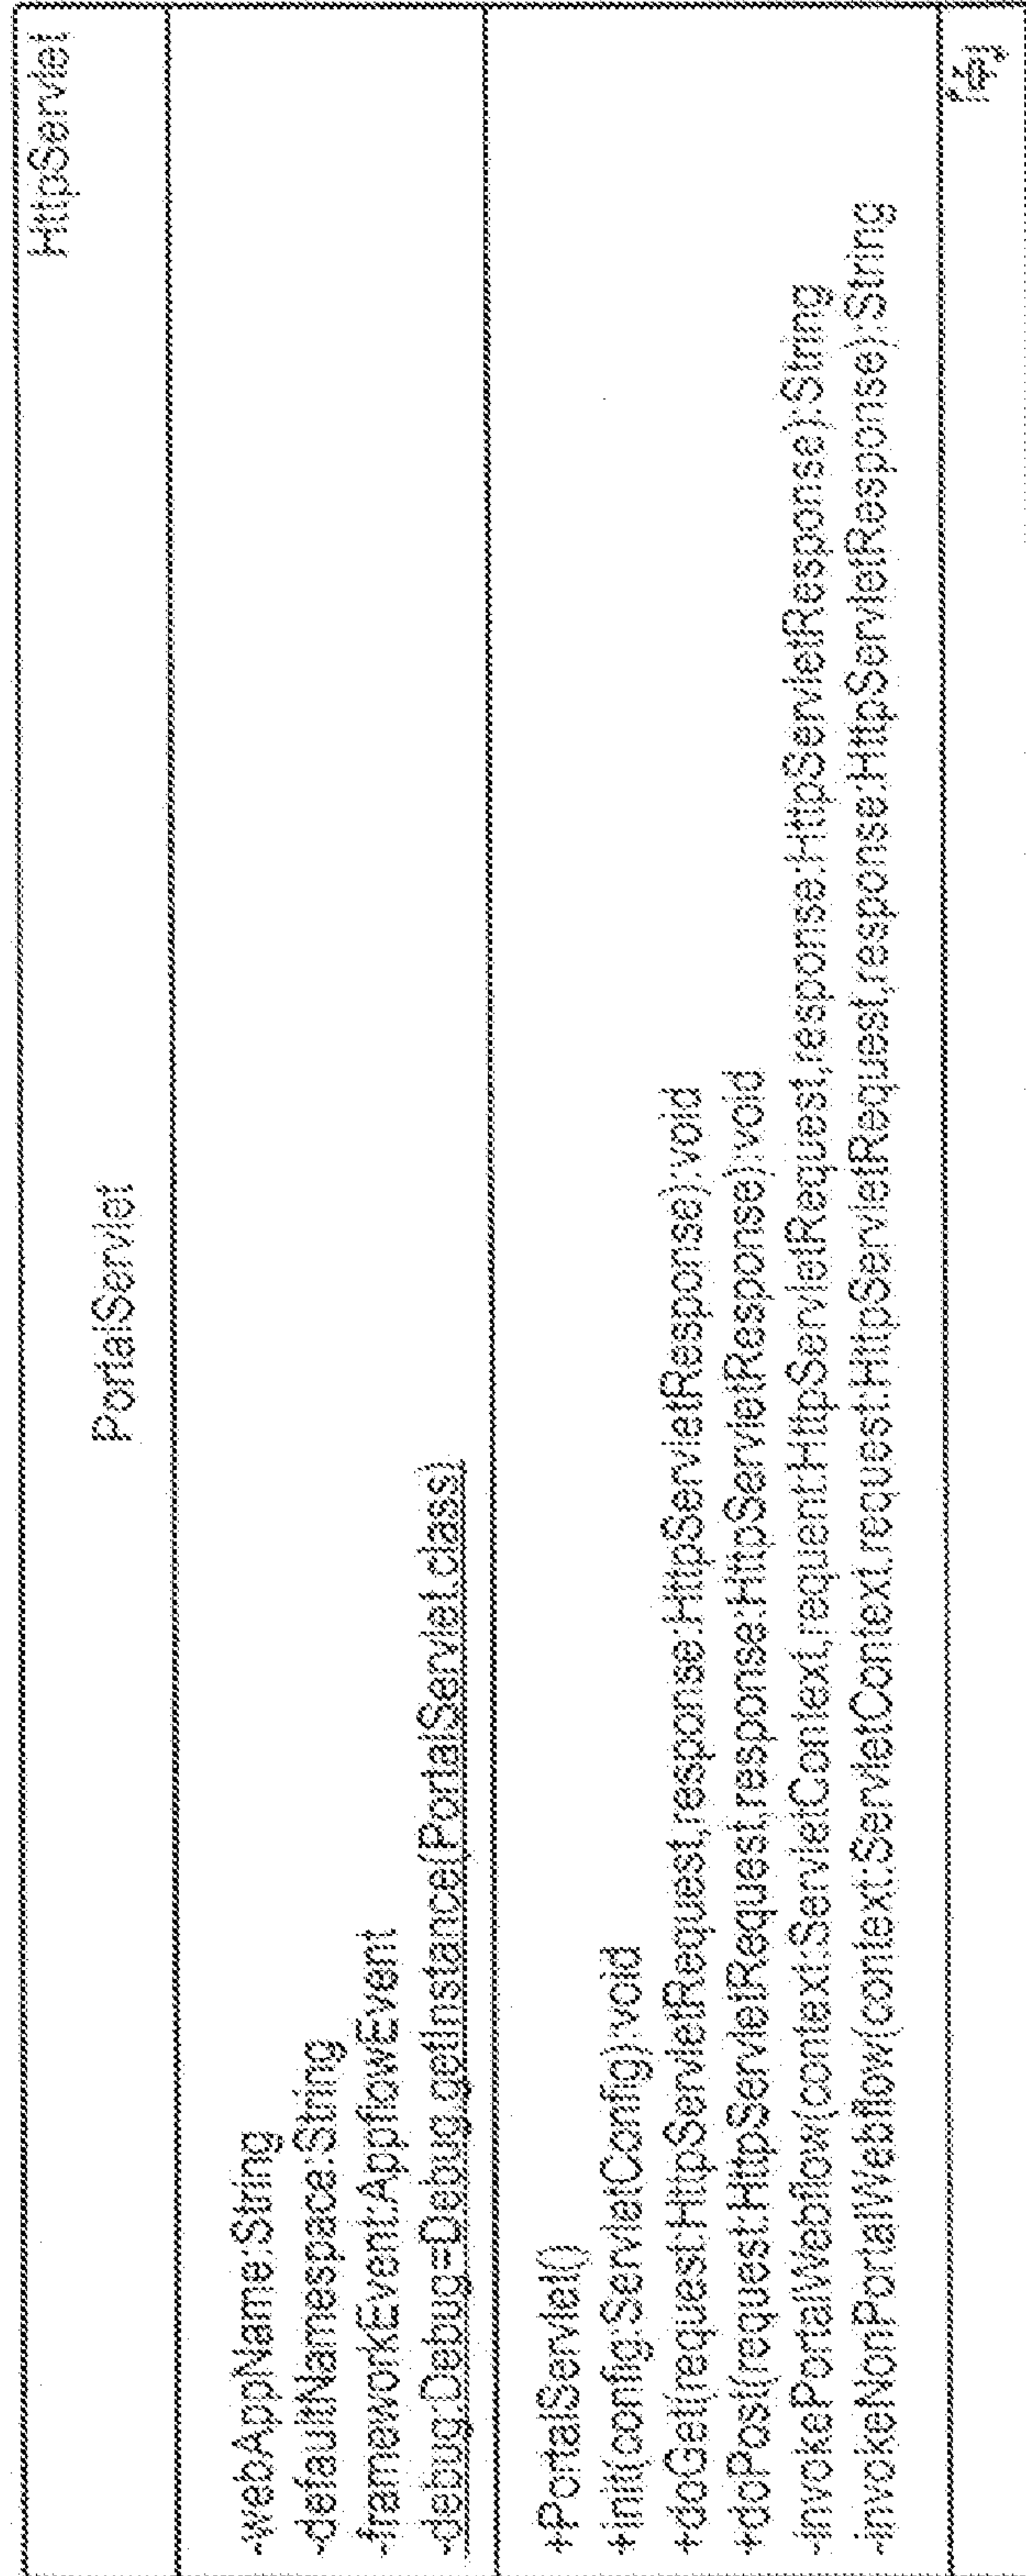 HttpServlet
PortalServlet
-webAppName:String
-defaultNamespace:String
-frameworkEvent:AppflowEvent
-debug:Debug=Debug.getInstance(PortalServlet.class)
+PortalServlet()
+init(config:ServletConfig):void
+doGet(request:HttpServletRequest,response:HttpServletResponse):void
+doPost(request:HttpServletRequest,response:HttpServletResponse):void
-invokePortalWebflow(context:ServletContext,requent:HttpServletRequest,response:HttpServletResponse):String
-invokeNonPortalWebflow(context:ServletContext,request:HttpServletRequest,response:HttpServletResponse):String